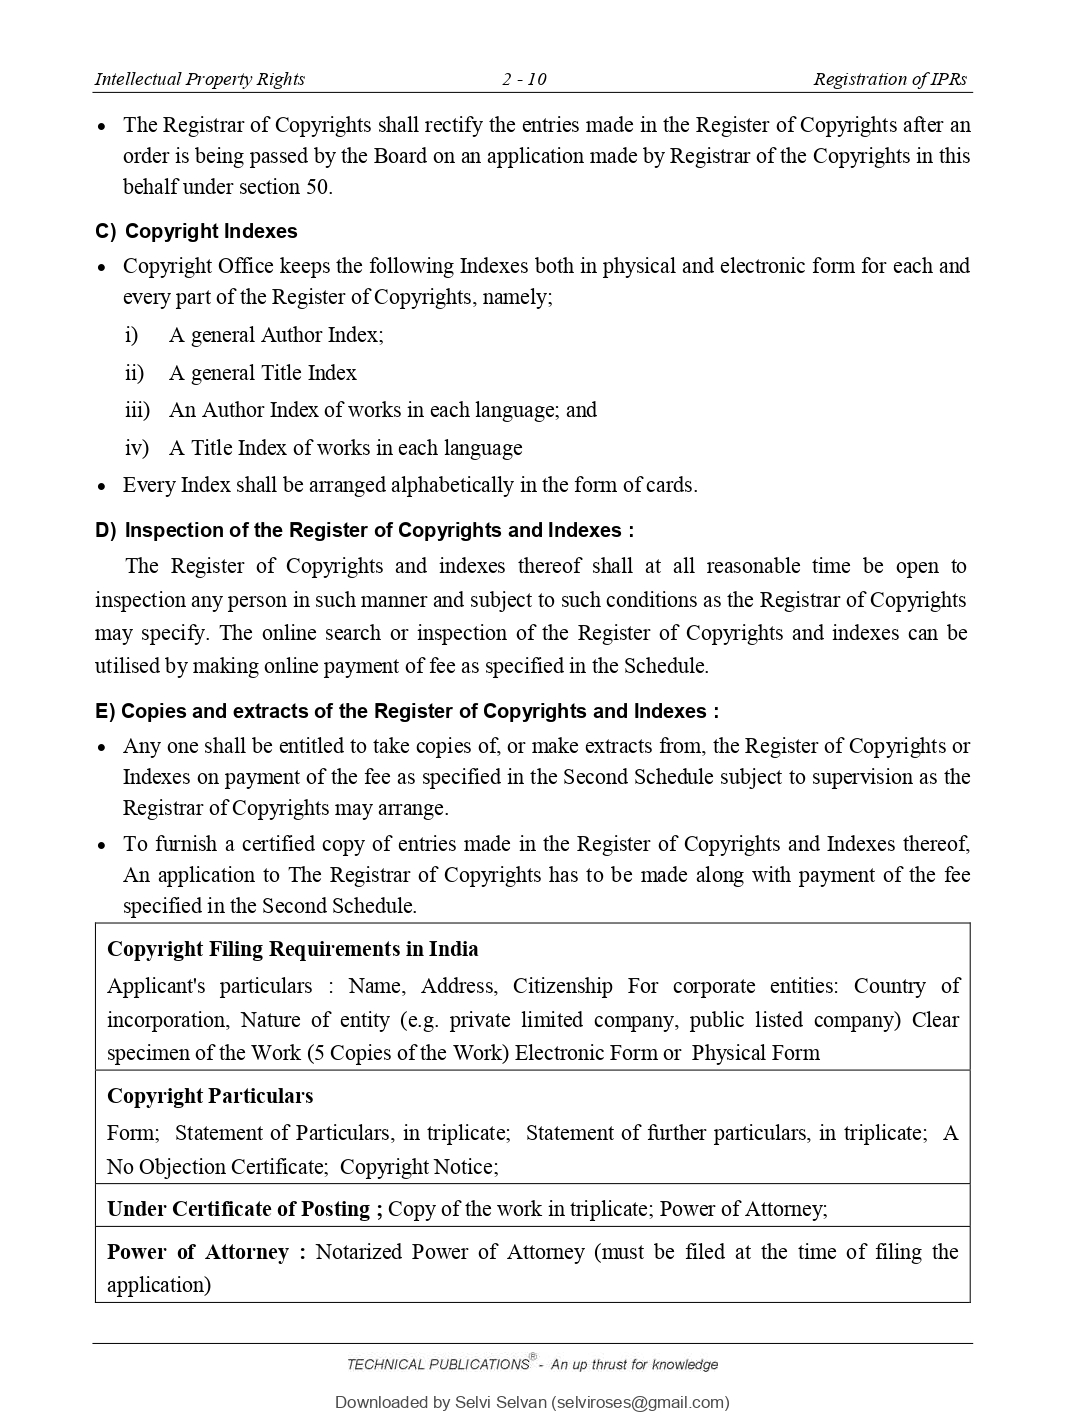 Intellectual Property Rights 2 - 10 Registration of IPRs
• The Registrar of Copyrights shall rectify the entries made in the Register of Copyrights after an
order is being passed by the Board on an application made by Registrar of the Copyrights in this
behalf under section 50.
C) Copyright Indexes
• Copyright Office keeps the following Indexes both in physical and electronic form for each and
every part of the Register of Copyrights, namely;
i) A general Author Index;
ii) A general Title Index
iii) An Author Index of works in each language; and
iv) A Title Index of works in each language
• Every Index shall be arranged alphabetically in the form of cards.
D) Inspection of the Register of Copyrights and Indexes :
The Register of Copyrights and indexes thereof shall at all reasonable time be open to
inspection any person in such manner and subject to such conditions as the Registrar of Copyrights
may specify. The online search or inspection of the Register of Copyrights and indexes can be
utilised by making online payment of fee as specified in the Schedule.
E) Copies and extracts of the Register of Copyrights and Indexes :
• Any one shall be entitled to take copies of, or make extracts from, the Register of Copyrights or
Indexes on payment of the fee as specified in the Second Schedule subject to supervision as the
Registrar of Copyrights may arrange.
• To furnish a certified copy of entries made in the Register of Copyrights and Indexes thereof,
An application to The Registrar of Copyrights has to be made along with payment of the fee
specified in the Second Schedule.
Copyright Filing Requirements in India
Applicant's particulars : Name, Address, Citizenship For corporate entities: Country of
incorporation, Nature of entity (e.g. private limited company, public listed company) Clear
specimen of the Work (5 Copies of the Work) Electronic Form or Physical Form
Copyright Particulars
Form; Statement of Particulars, in triplicate; Statement of further particulars, in triplicate; A
No Objection Certificate; Copyright Notice;
Under Certificate of Posting ; Copy of the work in triplicate; Power of Attorney;
Power of Attorney : Notarized Power of Attorney (must be filed at the time of filing the
application)
TECHNICAL PUBLICATIONS® - An up thrust for knowledge
Downloaded by Selvi Selvan (selviroses@gmail.com)